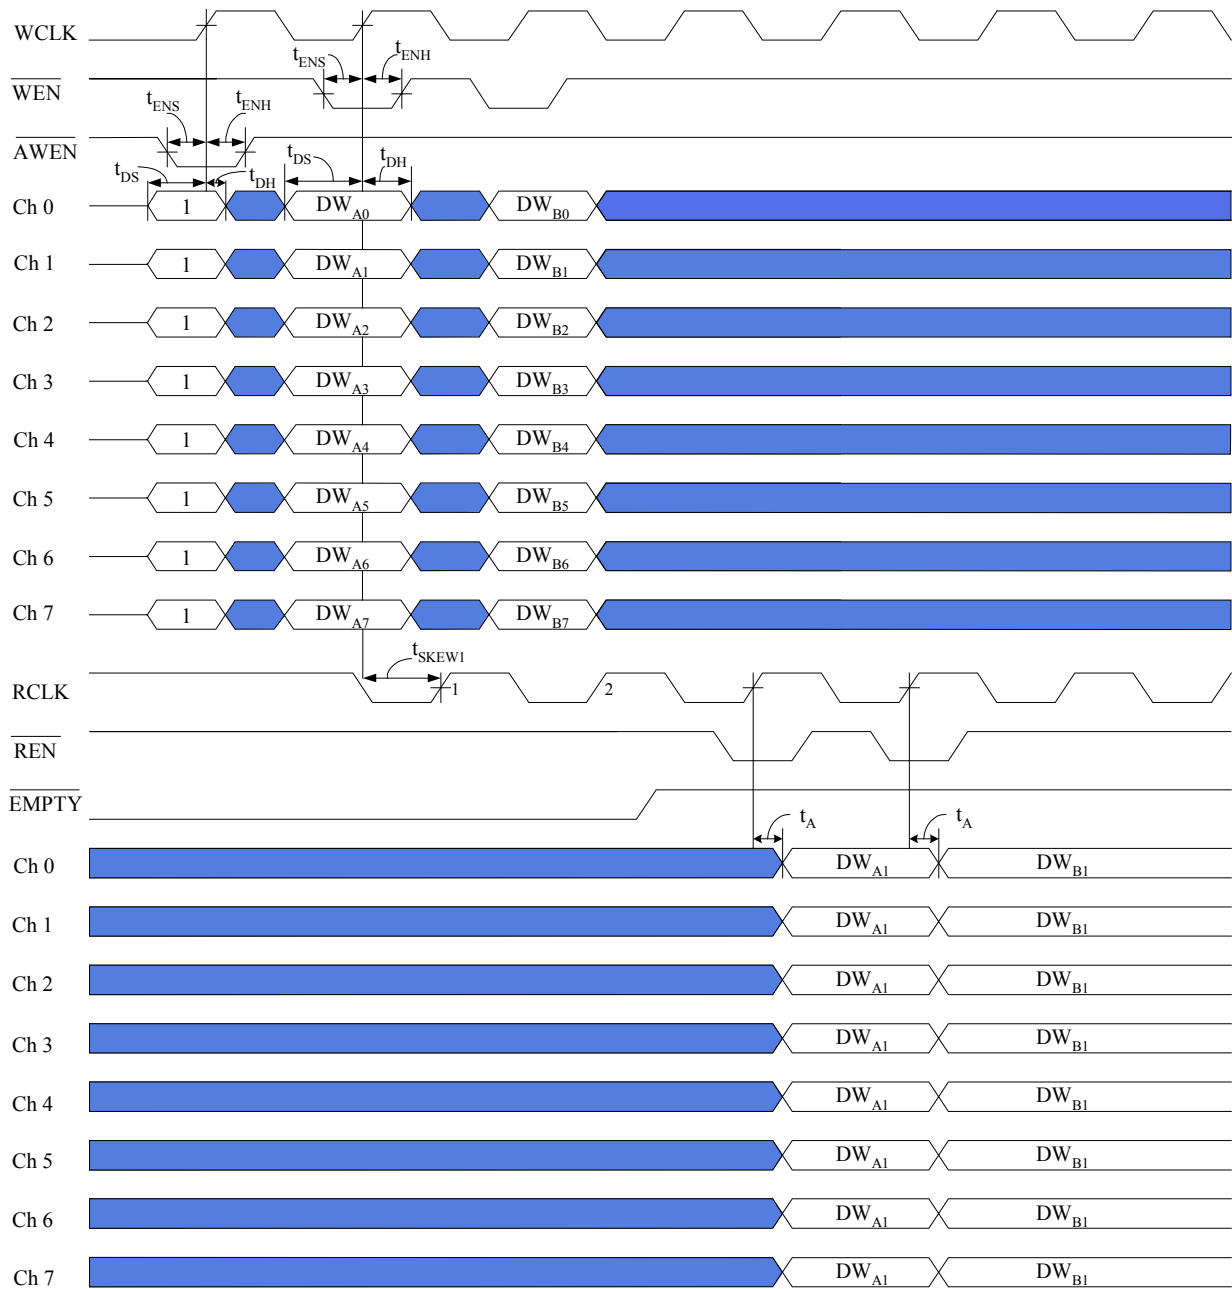 WCLK
tENS tENH
WEN
tENS tENH
AWEN
tDS tDH tDS tDH
Ch 0 1 DWA0 DWB0
Ch 1 1 DWA1 DWB1
Ch 2 1 DWA2 DWB2
Ch 3 1 DWA3 DWB3
Ch 4 1 DWA4 DWB4
Ch 5 1 DWA5 DWB5
Ch 6 1 DWA6 DWB6
Ch 7 1 DWA7 DWB7
tSKEW1
RCLK 1 2
REN
EMPTY
tA tA
Ch 0 DWA1 DWB1
Ch 1 DWA1 DWB1
Ch 2 DWA1 DWB1
Ch 3 DWA1 DWB1
Ch 4 DWA1 DWB1
Ch 5 DWA1 DWB1
Ch 6 DWA1 DWB1
Ch 7 DWA1 DWB1